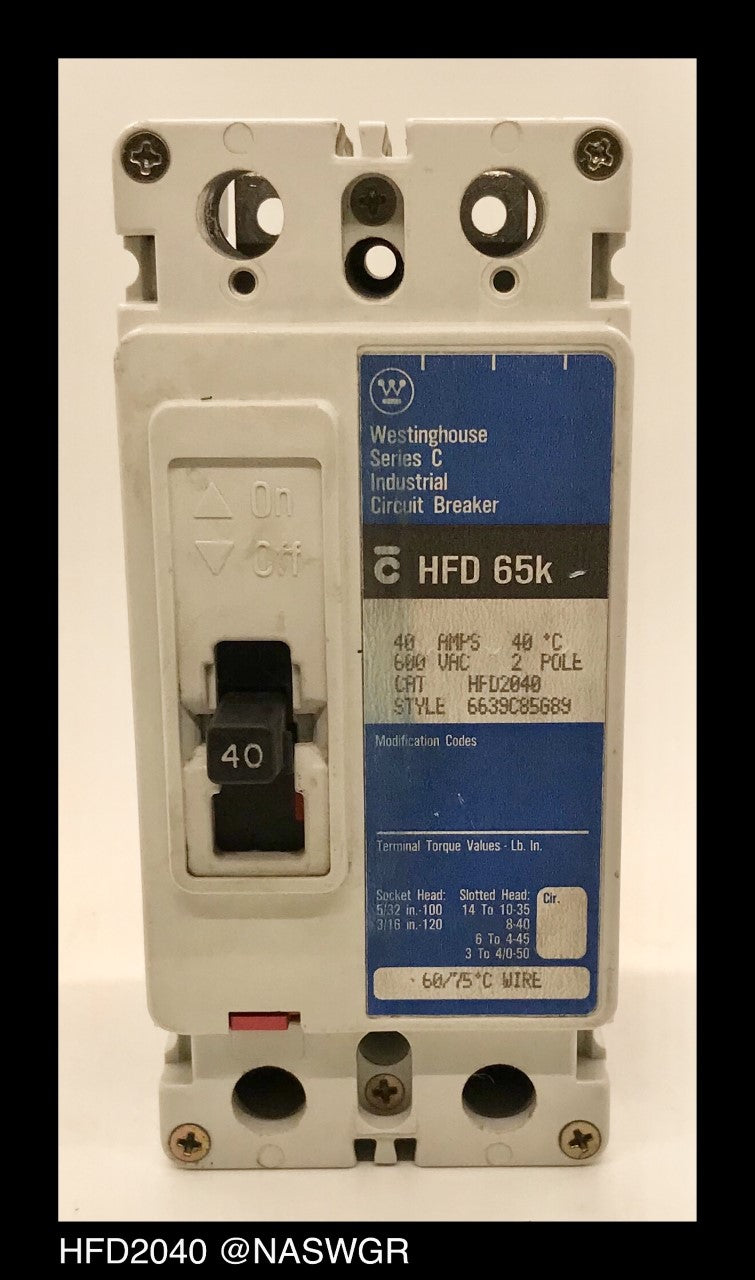 On
Off
40
W
Westinghouse
Series C
Industrial
Circuit Breaker
C HFD 65k
40 AMPS 40 °C
600 VAC 2 POLE
CAT HFD2040
STYLE 6639C85G89
Modification Codes
Terminal Torque Values - Lb. In.
Socket Head: Slotted Head: Cir.
5/32 in.-100 14 To 10-35
3/16 in.-120 8-40
6 To 4-45
3 To 4/0-50
60/75°C WIRE
HFD2040 @NASWGR